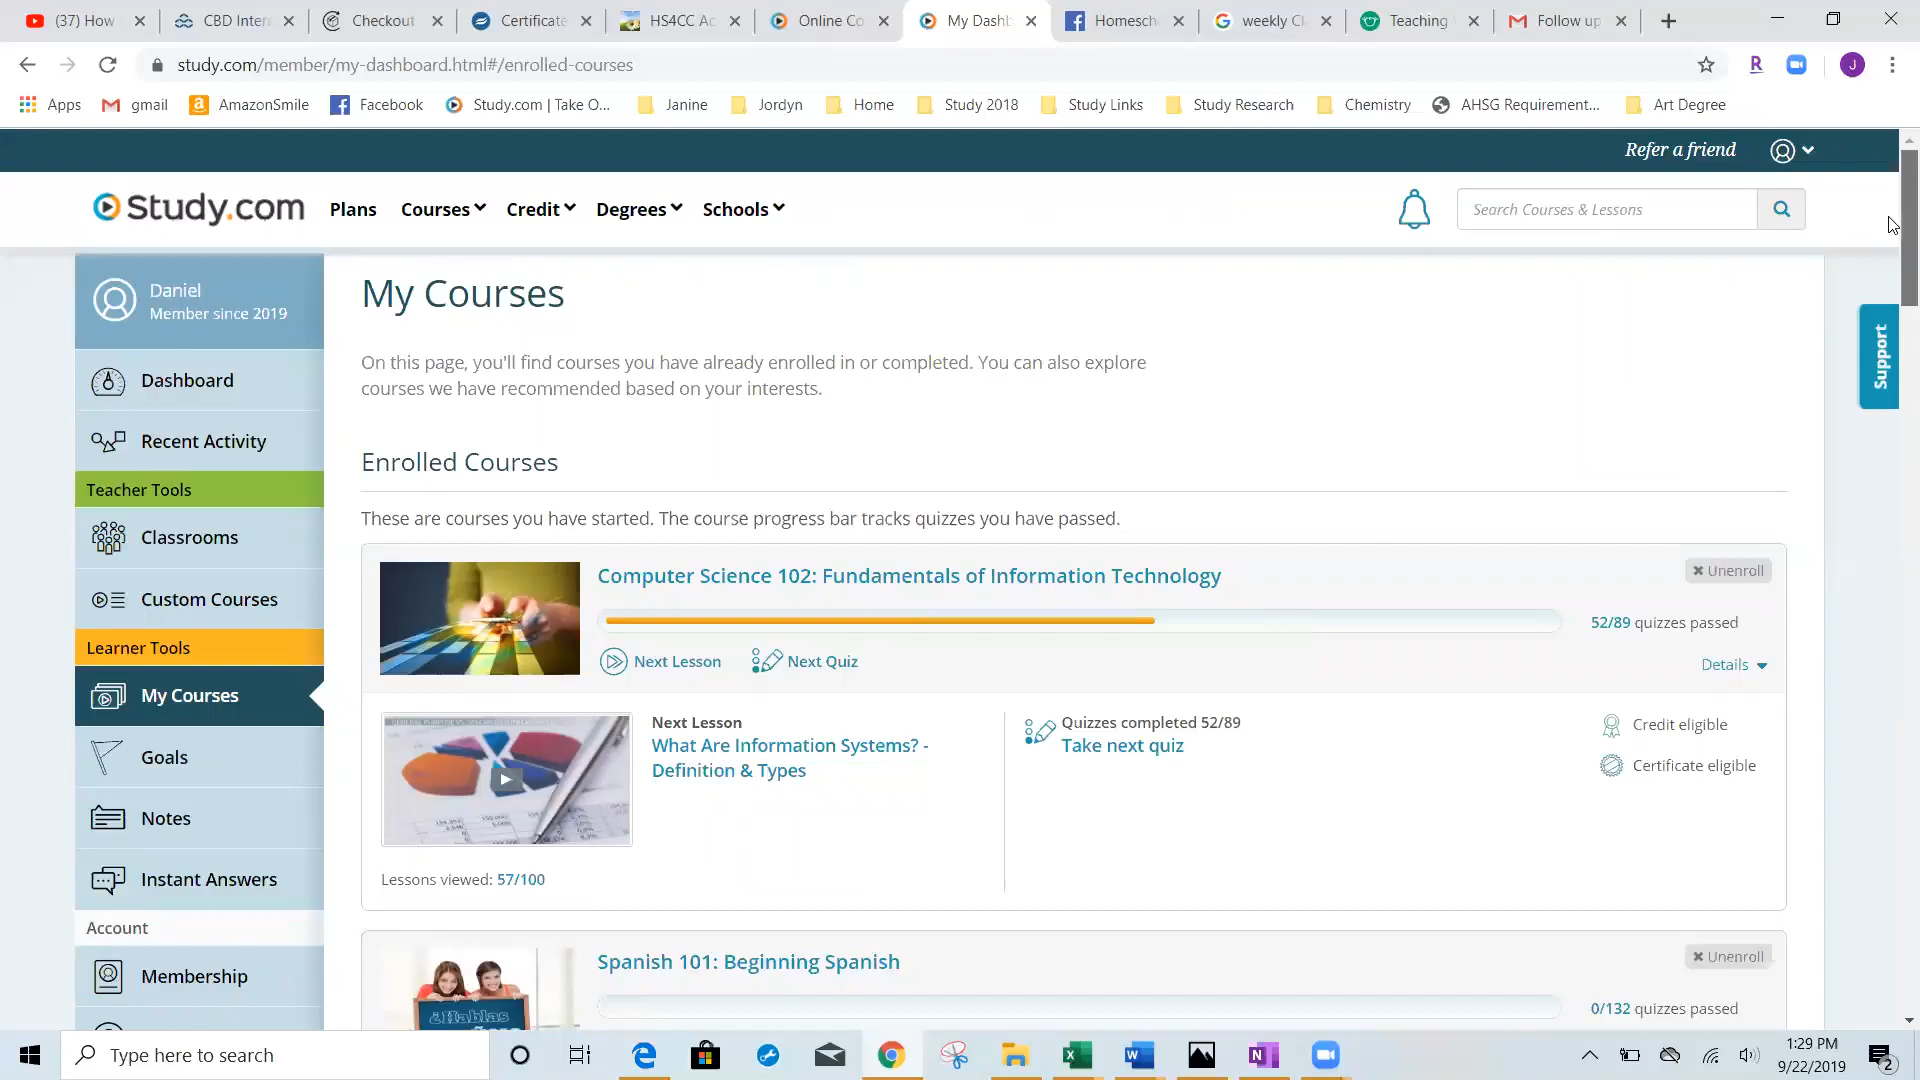 (37) How
CBD Inter
Checkout
Certificate
HS4CC Ac
Online Co
My Dashb
Homesch
weekly Cl
Teaching
Follow up
study.com/member/my-dashboard.html#/enrolled-courses
R
J
Apps
gmail
AmazonSmile
Facebook
Study.com | Take O...
Janine
Jordyn
Home
Study 2018
Study Links
Study Research
Chemistry
AHSG Requirement...
Art Degree
Refer a friend
Study.com
Plans
Courses
Credit
Degrees
Schools
Search Courses & Lessons
Support
Daniel
Member since 2019
Dashboard
Recent Activity
Teacher Tools
Classrooms
Custom Courses
Learner Tools
My Courses
Goals
Notes
Instant Answers
Account
Membership
My Courses
On this page, you'll find courses you have already enrolled in or completed. You can also explore
courses we have recommended based on your interests.
Enrolled Courses
These are courses you have started. The course progress bar tracks quizzes you have passed.
Computer Science 102: Fundamentals of Information Technology
Unenroll
52/89 quizzes passed
Next Lesson
Next Quiz
Details
Next Lesson
What Are Information Systems? -
Definition & Types
Lessons viewed: 57/100
Quizzes completed 52/89
Take next quiz
Credit eligible
Certificate eligible
¿Hablas
Spanish 101: Beginning Spanish
Unenroll
0/132 quizzes passed
Type here to search
1:29 PM
9/22/2019
2